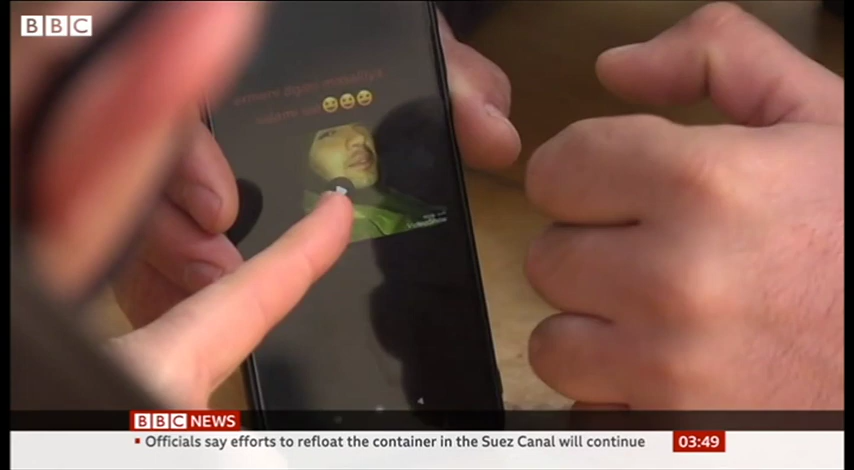 BBC
BBC NEWS
Officials say efforts to refloat the container in the Suez Canal will continue
03:49